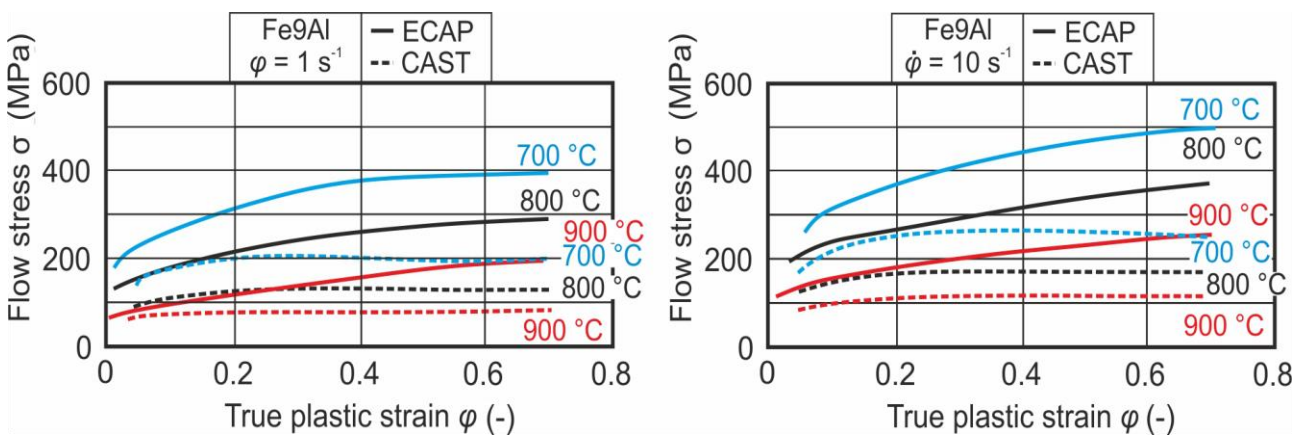 Fe9Al
φ = 1 s⁻¹
ECAP
CAST
Flow stress σ (MPa)
600
400
200
0
700 °C
800 °C
900 °C
700 °C
800 °C
900 °C
0
0.2
0.4
0.6
0.8
True plastic strain φ (-)
Fe9Al
φ̇ = 10 s⁻¹
ECAP
CAST
Flow stress σ (MPa)
600
400
200
0
700 °C
800 °C
900 °C
700 °C
800 °C
900 °C
0
0.2
0.4
0.6
0.8
True plastic strain φ (-)